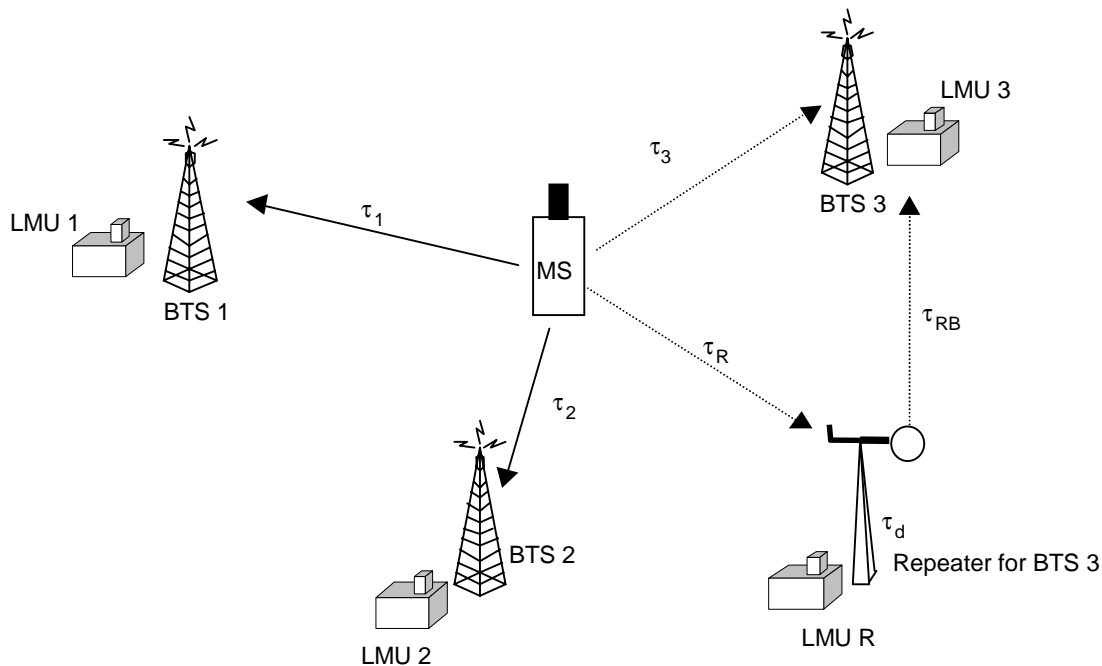 LMU 3
τ3
BTS 3
LMU 1
τ1
MS
BTS 1
τRB
τR
τ2
BTS 2
τd
Repeater for BTS 3
LMU R
LMU 2